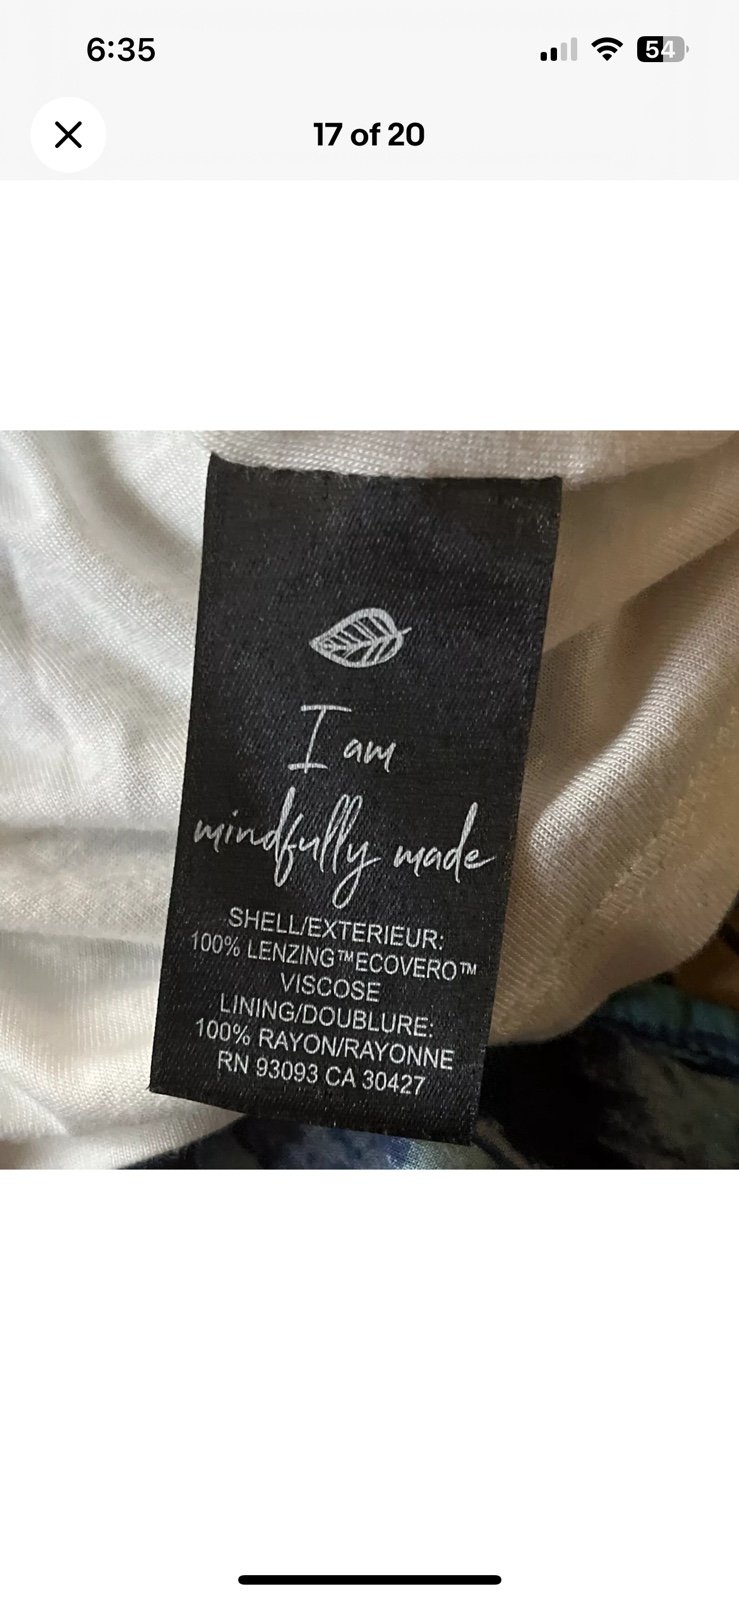 6:35
54
17 of 20
I am
mindfully made
SHELL/EXTERIEUR:
100% LENZING™ECOVERO™
VISCOSE
LINING/DOUBLURE:
100% RAYON/RAYONNE
RN 93093 CA 30427